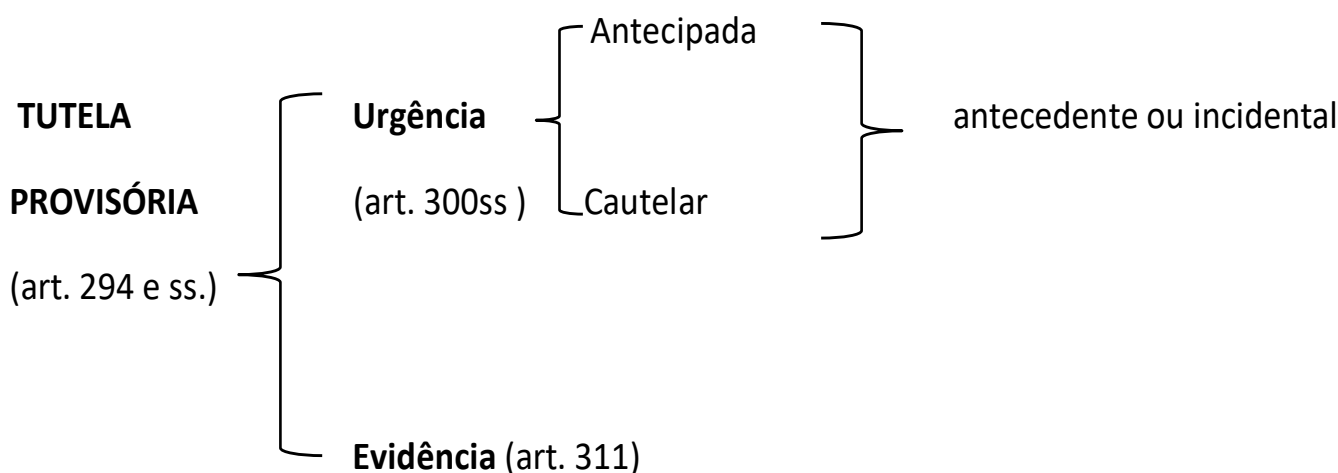 Antecipada
TUTELA Urgência antecedente ou incidental
PROVISÓRIA (art. 300ss ) Cautelar
(art. 294 e ss.)
Evidência (art. 311)